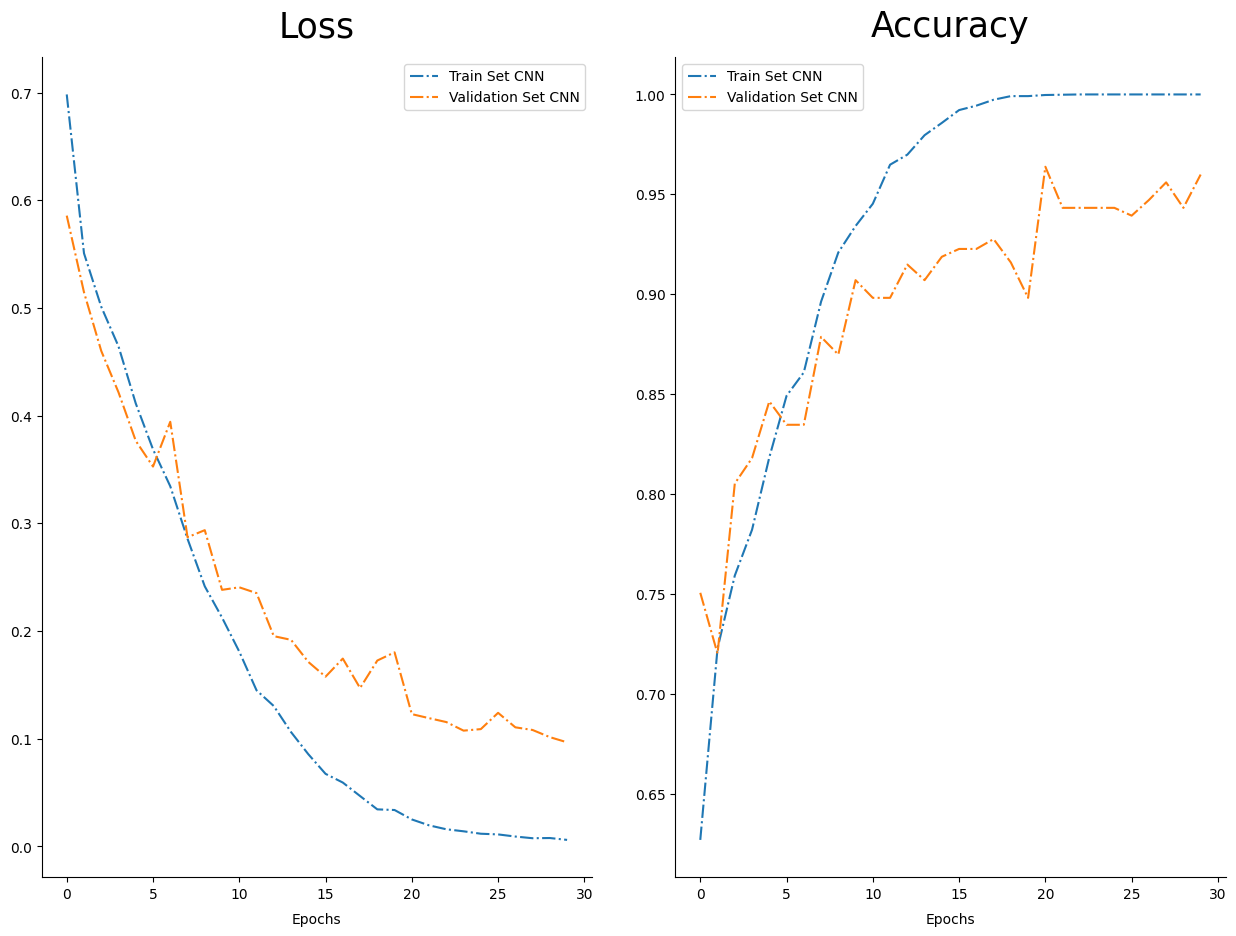 Loss
Train Set CNN
Validation Set CNN
0.7
0.6
0.5
0.4
0.3
0.2
0.1
0.0
0 5 10 15 20 25 30
Epochs
Accuracy
Train Set CNN
Validation Set CNN
1.00
0.95
0.90
0.85
0.80
0.75
0.70
0.65
0 5 10 15 20 25 30
Epochs